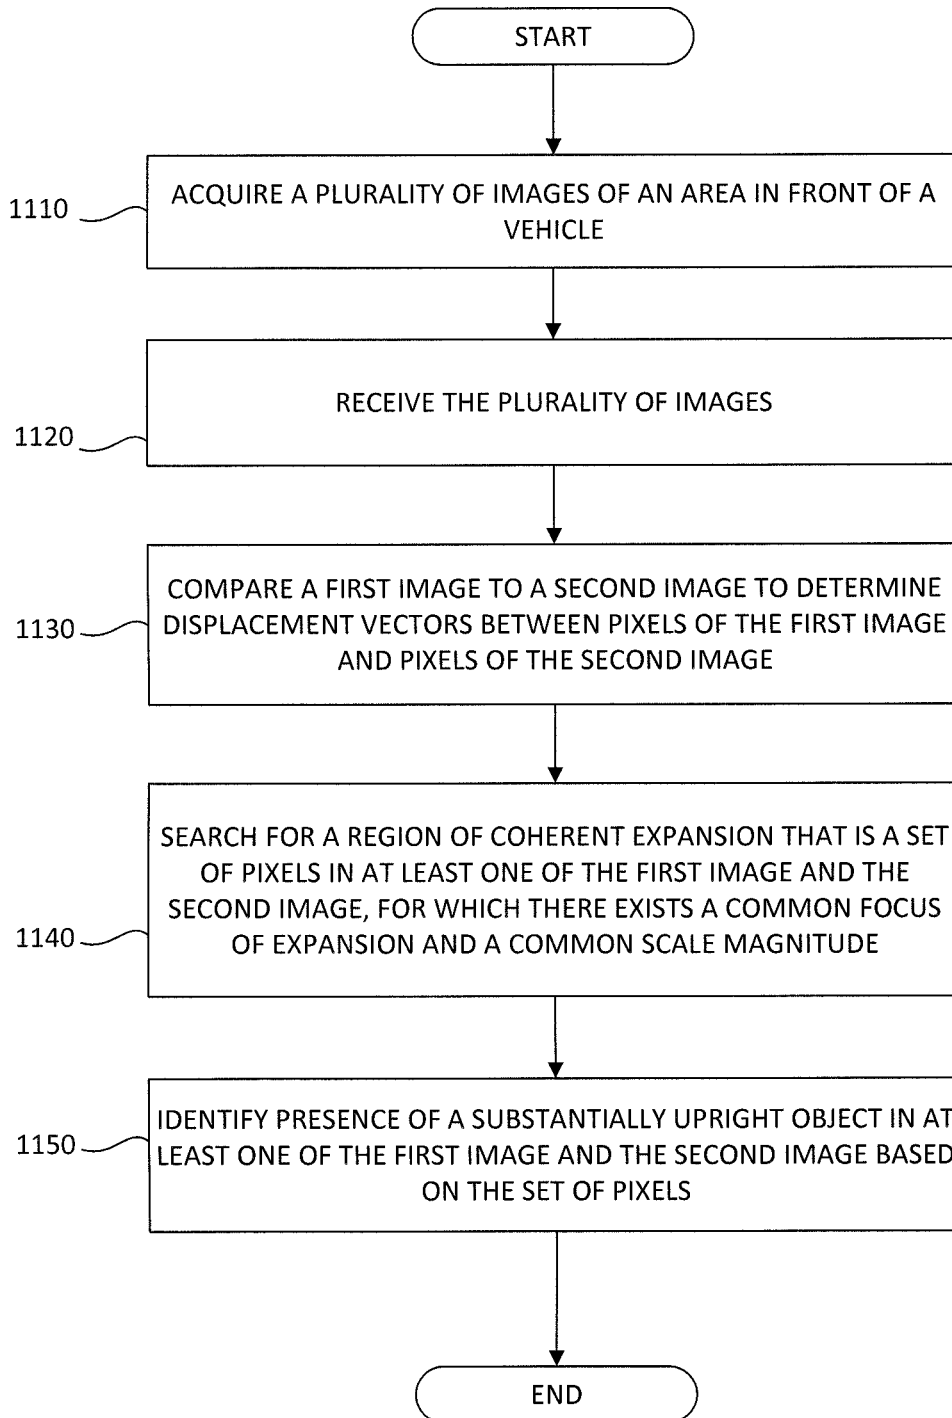 START
1110
ACQUIRE A PLURALITY OF IMAGES OF AN AREA IN FRONT OF A
VEHICLE
RECEIVE THE PLURALITY OF IMAGES
1120
COMPARE A FIRST IMAGE TO A SECOND IMAGE TO DETERMINE
1130
DISPLACEMENT VECTORS BETWEEN PIXELS OF THE FIRST IMAGE
AND PIXELS OF THE SECOND IMAGE
SEARCH FOR A REGION OF COHERENT EXPANSION THAT IS A SET
OF PIXELS IN AT LEAST ONE OF THE FIRST IMAGE AND THE
SECOND IMAGE, FOR WHICH THERE EXISTS A COMMON FOCUS
1140
OF EXPANSION AND A COMMON SCALE MAGNITUDE
IDENTIFY PRESENCE OF A SUBSTANTIALLY UPRIGHT OBJECT IN AT
1150
LEAST ONE OF THE FIRST IMAGE AND THE SECOND IMAGE BASED
ON THE SET OF PIXELS
END